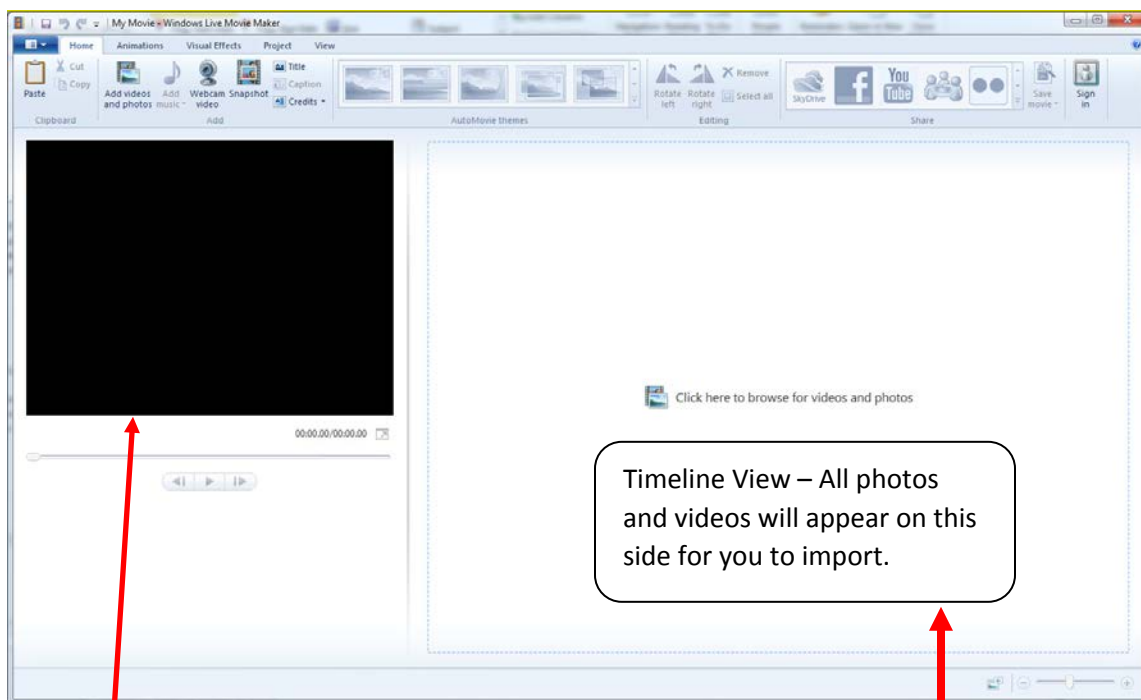 My Movie - Windows Live Movie Maker
Home Animations Visual Effects Project View
Paste
Cut
Copy
Clipboard
Add videos and photos
Add music
Webcam video
Snapshot
Title
Caption
Credits
Add
AutoMovie themes
Rotate left
Rotate right
Remove
Select all
Editing
SkyDrive
f
You Tube
Share
Save movie
Sign in
00:00.00/00:00.00
Click here to browse for videos and photos
Timeline View – All photos
and videos will appear on this
side for you to import.